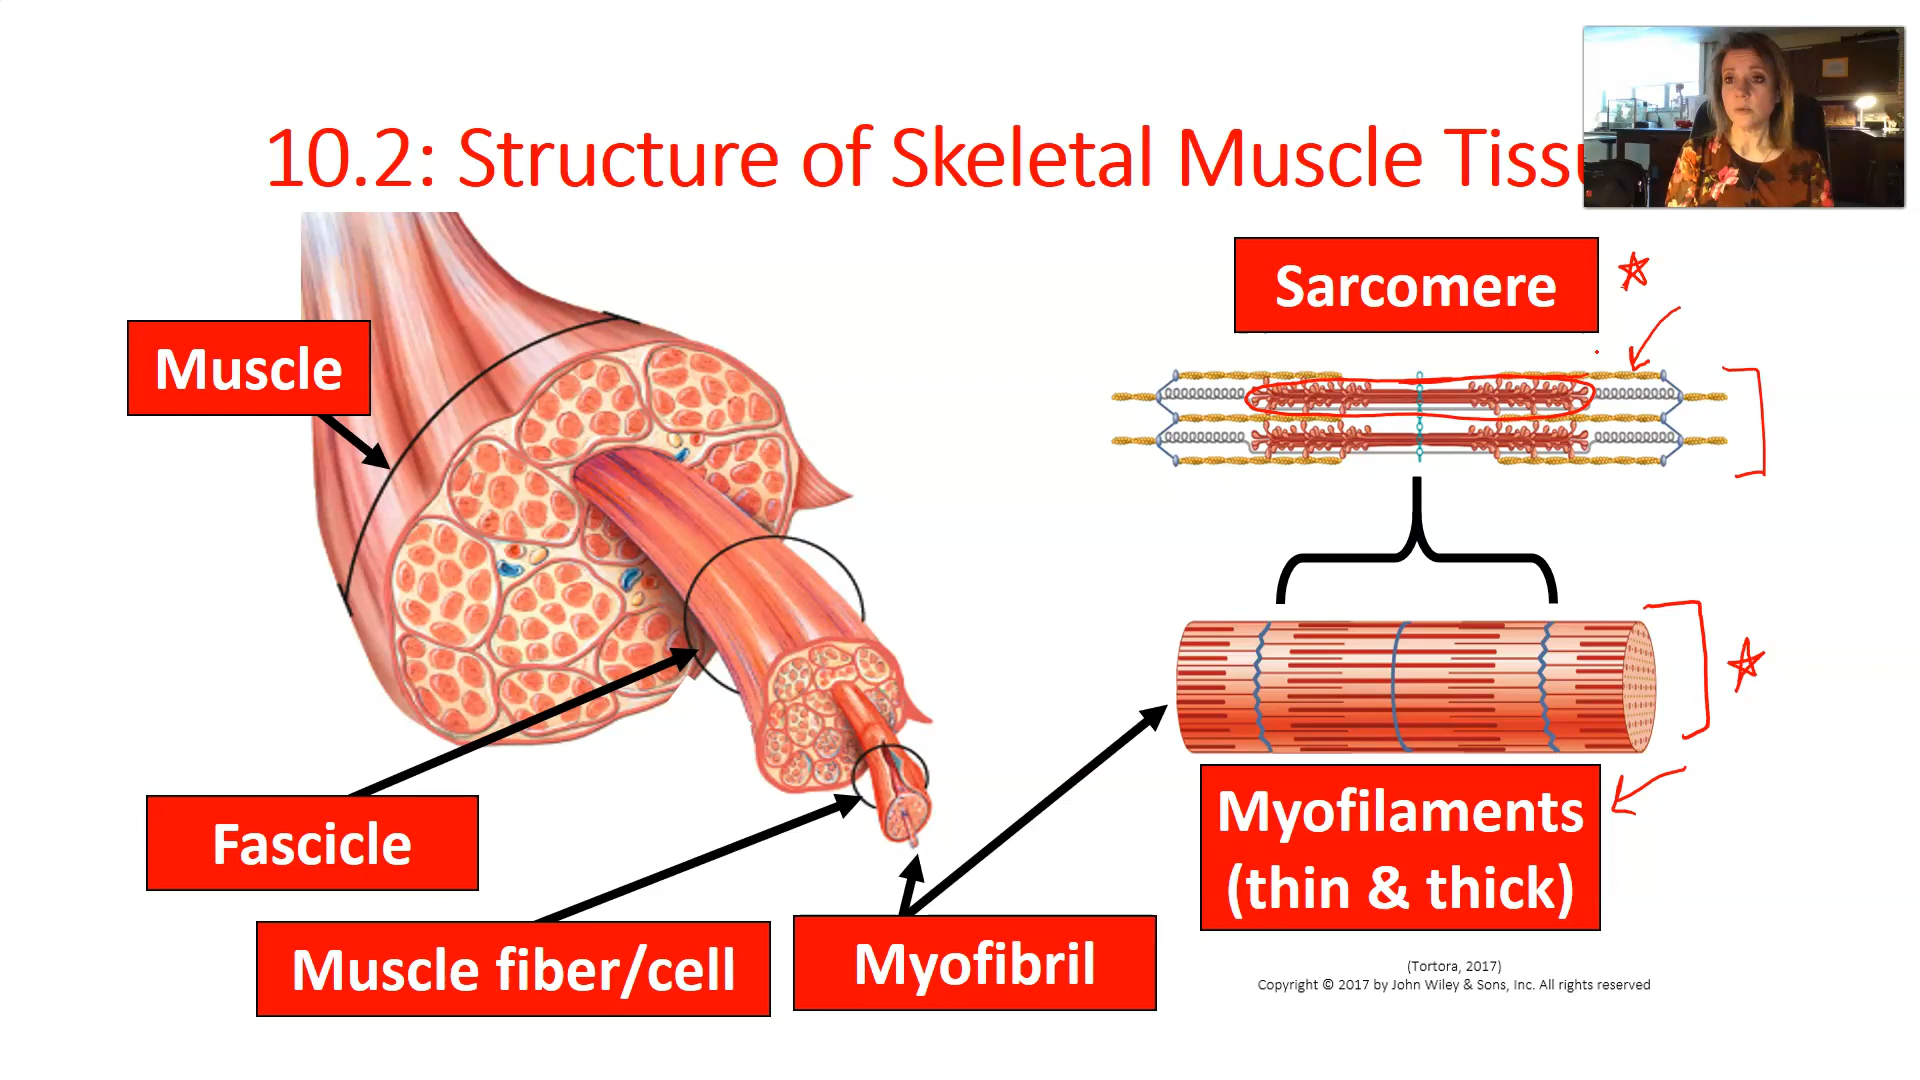 10.2: Structure of Skeletal Muscle Tissu
Sarcomere
Muscle
Fascicle
Muscle fiber/cell
Myofibril
Myofilaments
(thin & thick)
(Tortora, 2017)
Copyright © 2017 by John Wiley & Sons, Inc. All rights reserved